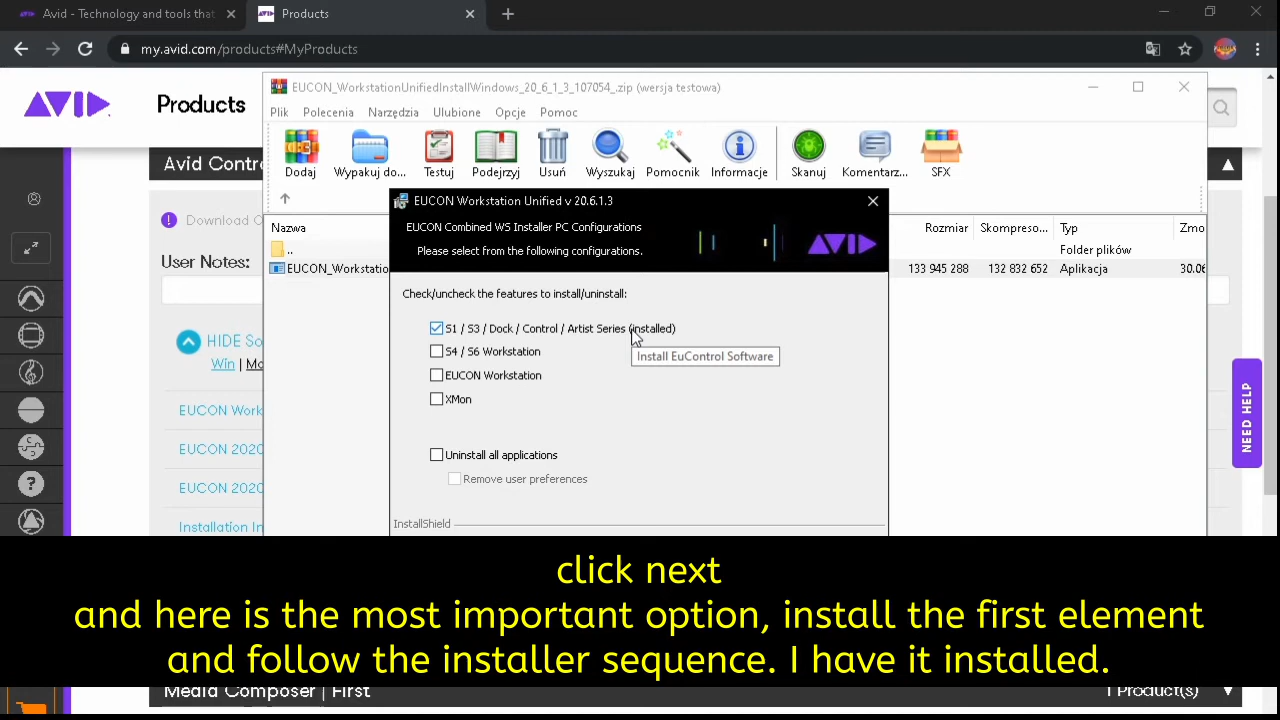 Avid - Technology and tools that
Products
my.avid.com/products#MyProducts
AVID
Products
EUCON_WorkstationUnifiedInstallWindows_20_6_1_3_107054_.zip (wersja testowa)
Plik Polecenia Narzędzia Ulubione Opcje Pomoc
Avid Contro
Dodaj Wypakuj do... Testuj Podejrzyj Usuń Wyszukaj Pomocnik Informacje Skanuj Komentarz... SFX
Download O
User Notes:
Nazwa Rozmiar Skompreso... Typ Zmo
.. Folder plików
EUCON_Workstatio 133 945 288 132 832 652 Aplikacja 30.06
EUCON Workstation Unified v 20.6.1.3
EUCON Combined WS Installer PC Configurations
Please select from the following configurations.
AVID
Check/uncheck the features to install/uninstall:
S1 / S3 / Dock / Control / Artist Series (installed)
Install EuControl Software
S4 / S6 Workstation
EUCON Workstation
XMon
Uninstall all applications
Remove user preferences
InstallShield
HIDE So
Win | Ma
EUCON Work
EUCON 2020
EUCON 2020
Installation In
NEED HELP
click next
and here is the most important option, install the first element
and follow the installer sequence. I have it installed.
Media Composer | First 1 Product(s)